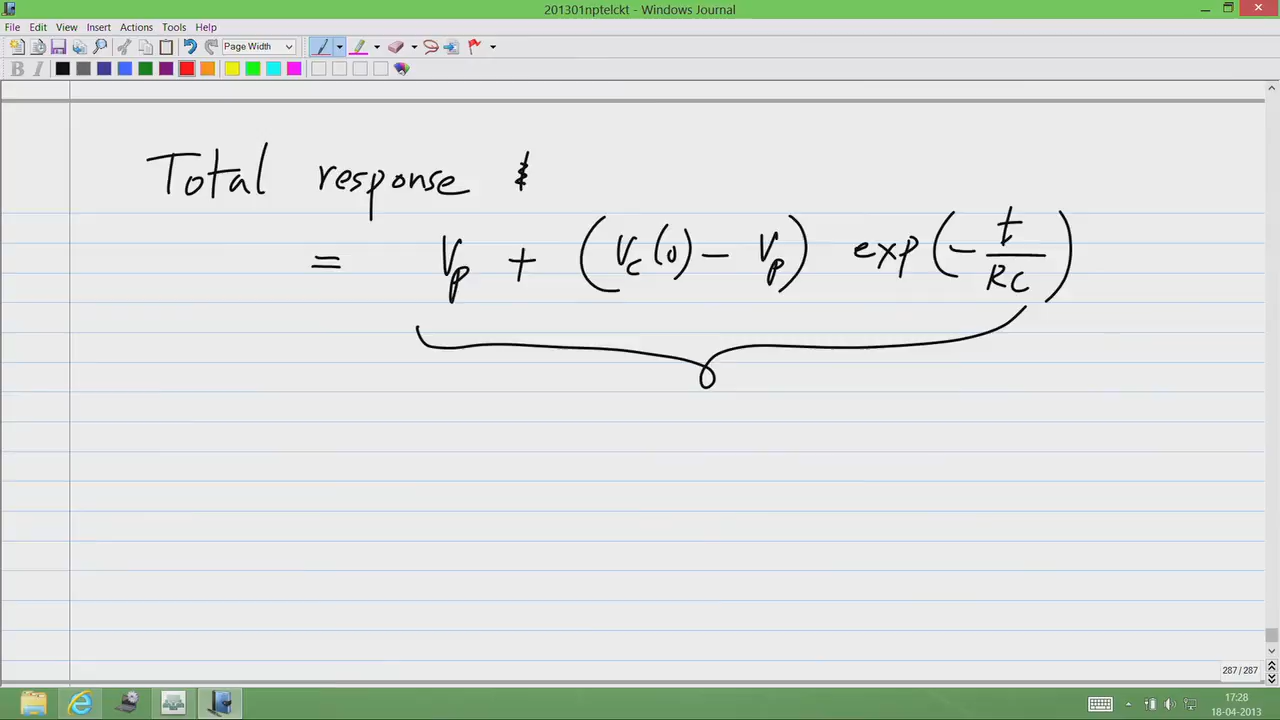 201301nptelckt - Windows Journal
File Edit View Insert Actions Tools Help
Page Width
B I
Total response
= Vp + (Vc(0) - Vp) exp(-t/RC)
287 / 287
17:28
18-04-2013